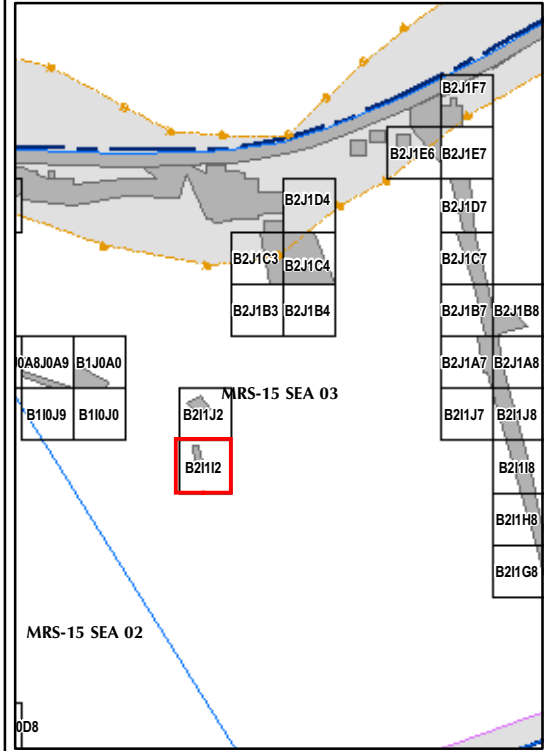 B2J1F7
B2J1E6 B2J1E7
B2J1D4 B2J1D7
B2J1C3 B2J1C4 B2J1C7
B2J1B3 B2J1B4 B2J1B7 B2J1B8
J0A8J0A9 B1J0A0 B2J1A7 B2J1A8
MRS-15 SEA 03
B1I0J9 B1I0J0 B2I1J2 B2I1J7 B2I1J8
B2I1I2 B2I1I8
B2I1H8
B2I1G8
MRS-15 SEA 02
0D8